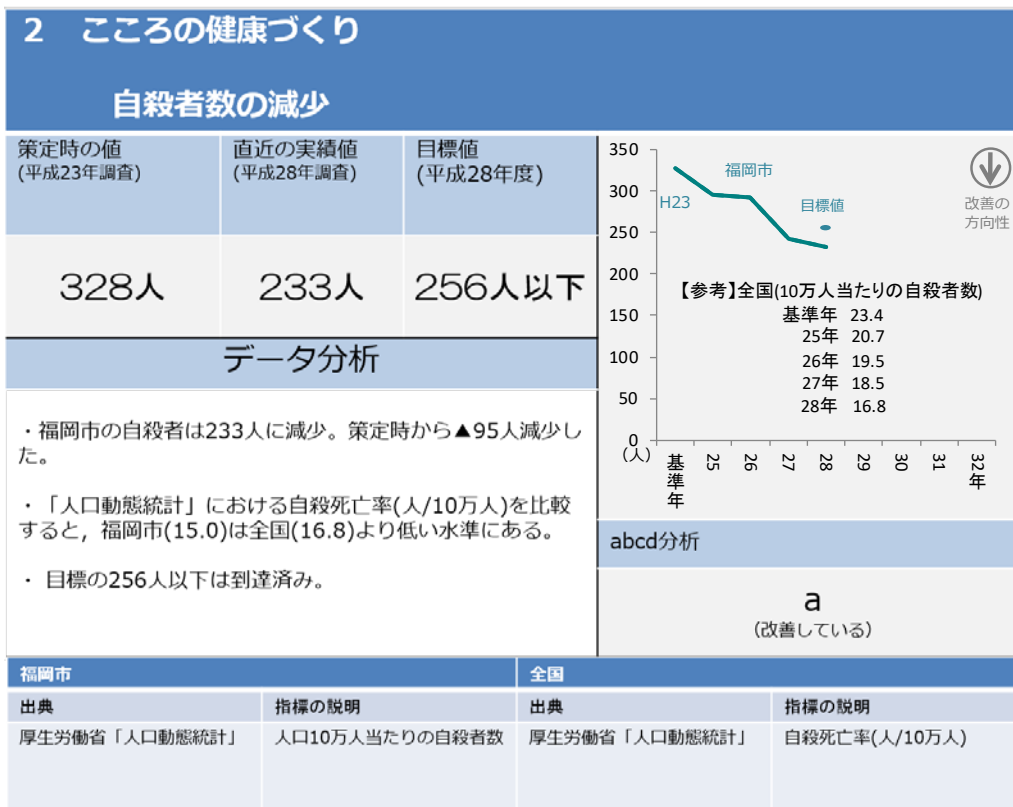 2 こころの健康づくり
自殺者数の減少
策定時の値
(平成23年調査)
直近の実績値
(平成28年調査)
目標値
(平成28年度)
328人
233人
256人以下
データ分析
・福岡市の自殺者は233人に減少。策定時から▲95人減少し
た。
・「人口動態統計」における自殺死亡率(人/10万人)を比較
すると，福岡市(15.0)は全国(16.8)より低い水準にある。
・ 目標の256人以下は到達済み。
350
300
250
200
150
100
50
0
(人)
福岡市
H23
目標値
改善の
方向性
【参考】全国(10万人当たりの自殺者数)
基準年 23.4
25年 20.7
26年 19.5
27年 18.5
28年 16.8
基準年
25
26
27
28
29
30
31
32年
abcd分析
a
(改善している)
福岡市
全国
出典
指標の説明
出典
指標の説明
厚生労働省「人口動態統計」
人口10万人当たりの自殺者数
厚生労働省「人口動態統計」
自殺死亡率(人/10万人)